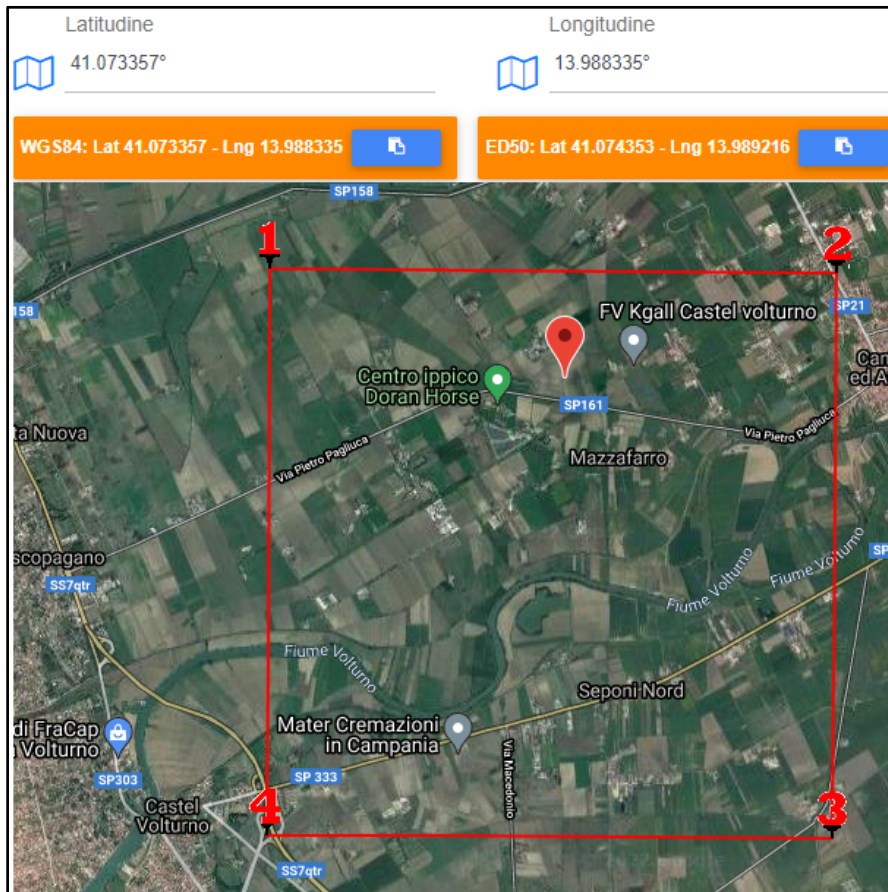 Latitudine
Longitudine
41.073357°
13.988335°
WGS84: Lat 41.073357 - Lng 13.988335
ED50: Lat 41.074353 - Lng 13.989216
SP158
1
2
158
SP21
FV Kgall Castel volturno
Centro ippico
Doran Horse
Can
ed A
SP161
ta Nuova
Via Pietro Pagliuca
Via Pietro Pagliuca
Mazzafarro
scopagano
SS7qtr
SP
Fiume Volturno
Fiume Volturno
Fiume Volturno
Seponi Nord
di FraCap
Volturno
Mater Cremazioni
in Campania
Via Macedonio
SP303
SP 333
Castel
Volturno
4
3
SS7qtr